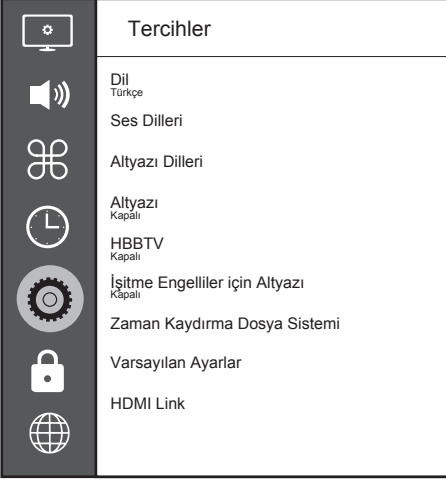 Tercihler
Dil
Türkçe
Ses Dilleri
Altyazı Dilleri
Altyazı
Kapalı
HBBTV
Kapalı
İşitme Engelliler için Altyazı
Kapalı
Zaman Kaydırma Dosya Sistemi
Varsayılan Ayarlar
HDMI Link